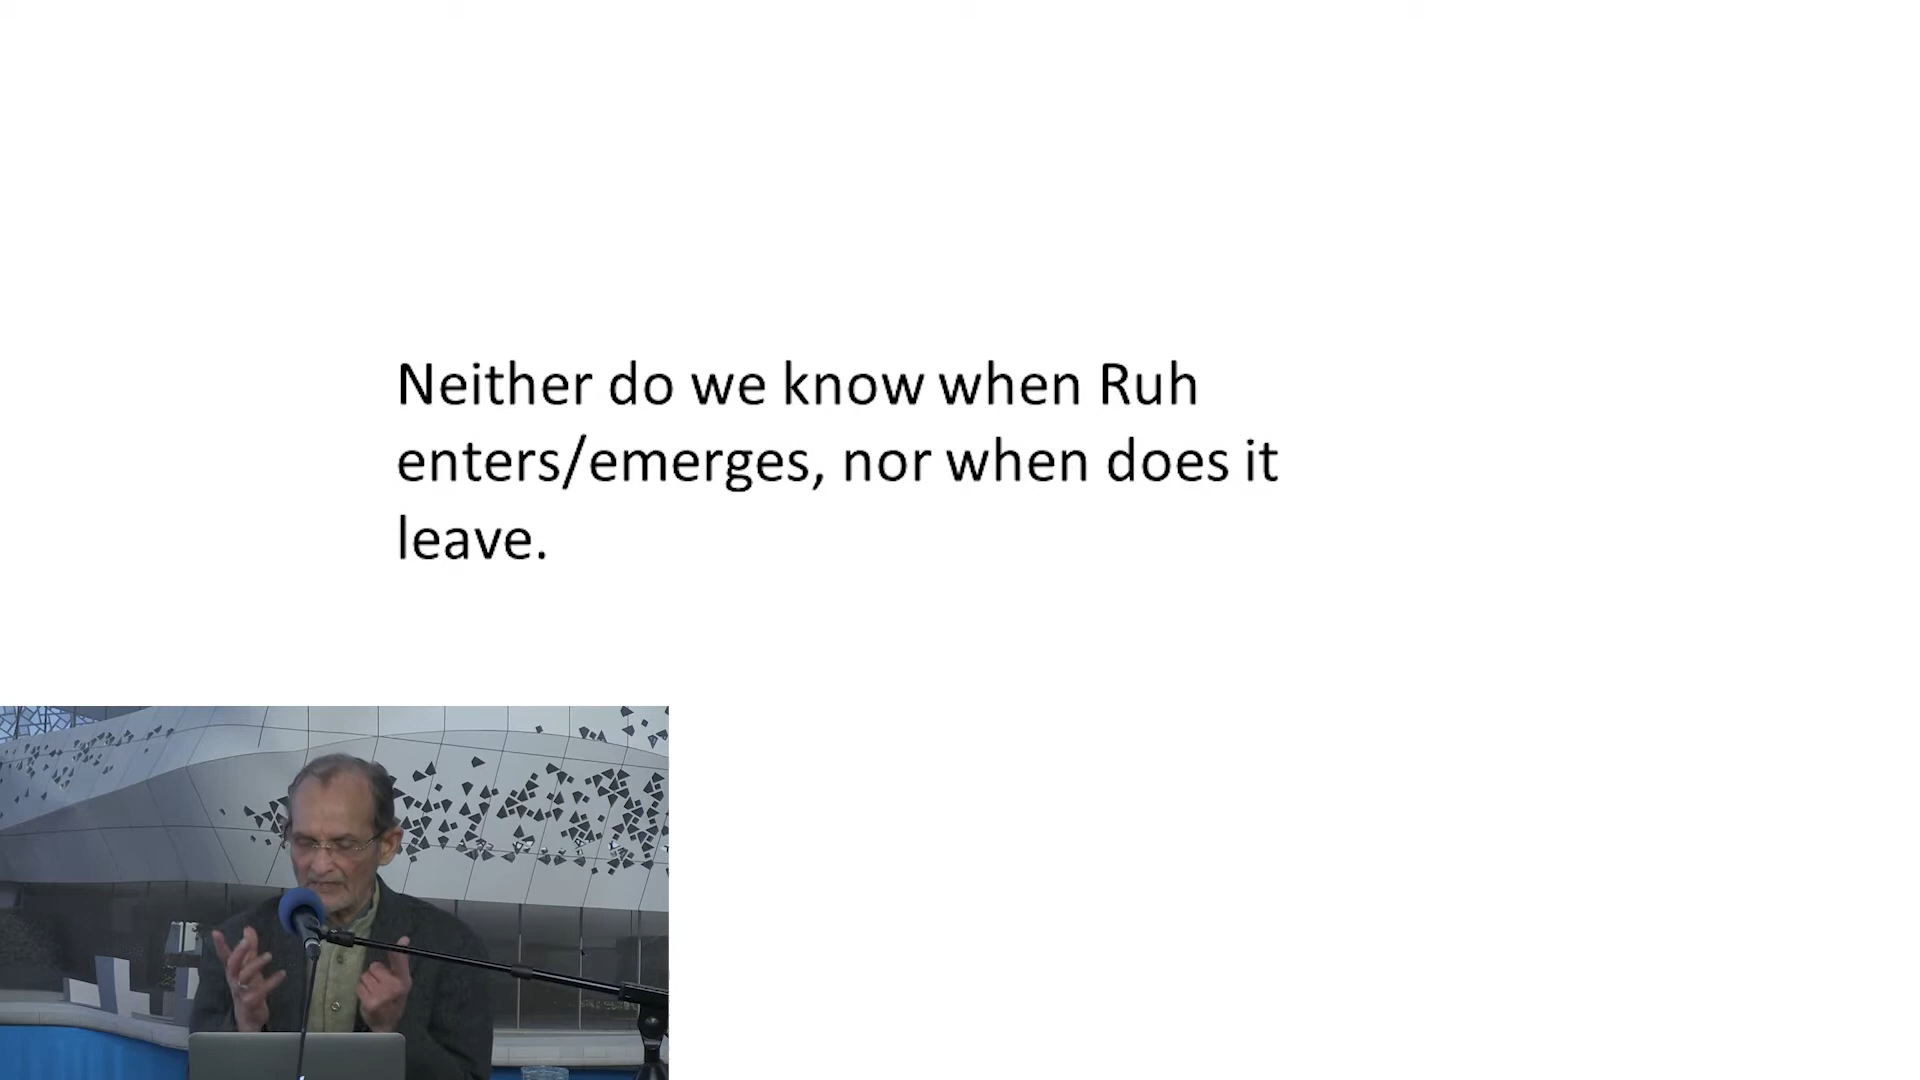 Neither do we know when Ruh
enters/emerges, nor when does it
leave.